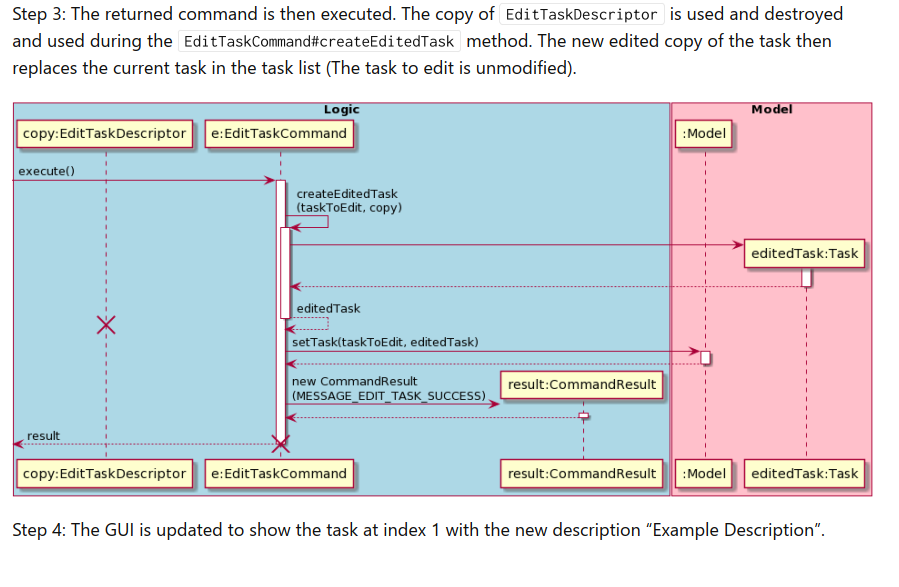 Step 3: The returned command is then executed. The copy of EditTaskDescriptor is used and destroyed
and used during the EditTaskCommand#createEditedTask method. The new edited copy of the task then
replaces the current task in the task list (The task to edit is unmodified).
Logic
Model
copy:EditTaskDescriptor
e:EditTaskCommand
:Model
execute()
createEditedTask
(taskToEdit, copy)
editedTask:Task
editedTask
setTask(taskToEdit, editedTask)
new CommandResult
(MESSAGE_EDIT_TASK_SUCCESS)
result:CommandResult
result
copy:EditTaskDescriptor
e:EditTaskCommand
result:CommandResult
:Model
editedTask:Task
Step 4: The GUI is updated to show the task at index 1 with the new description “Example Description”.